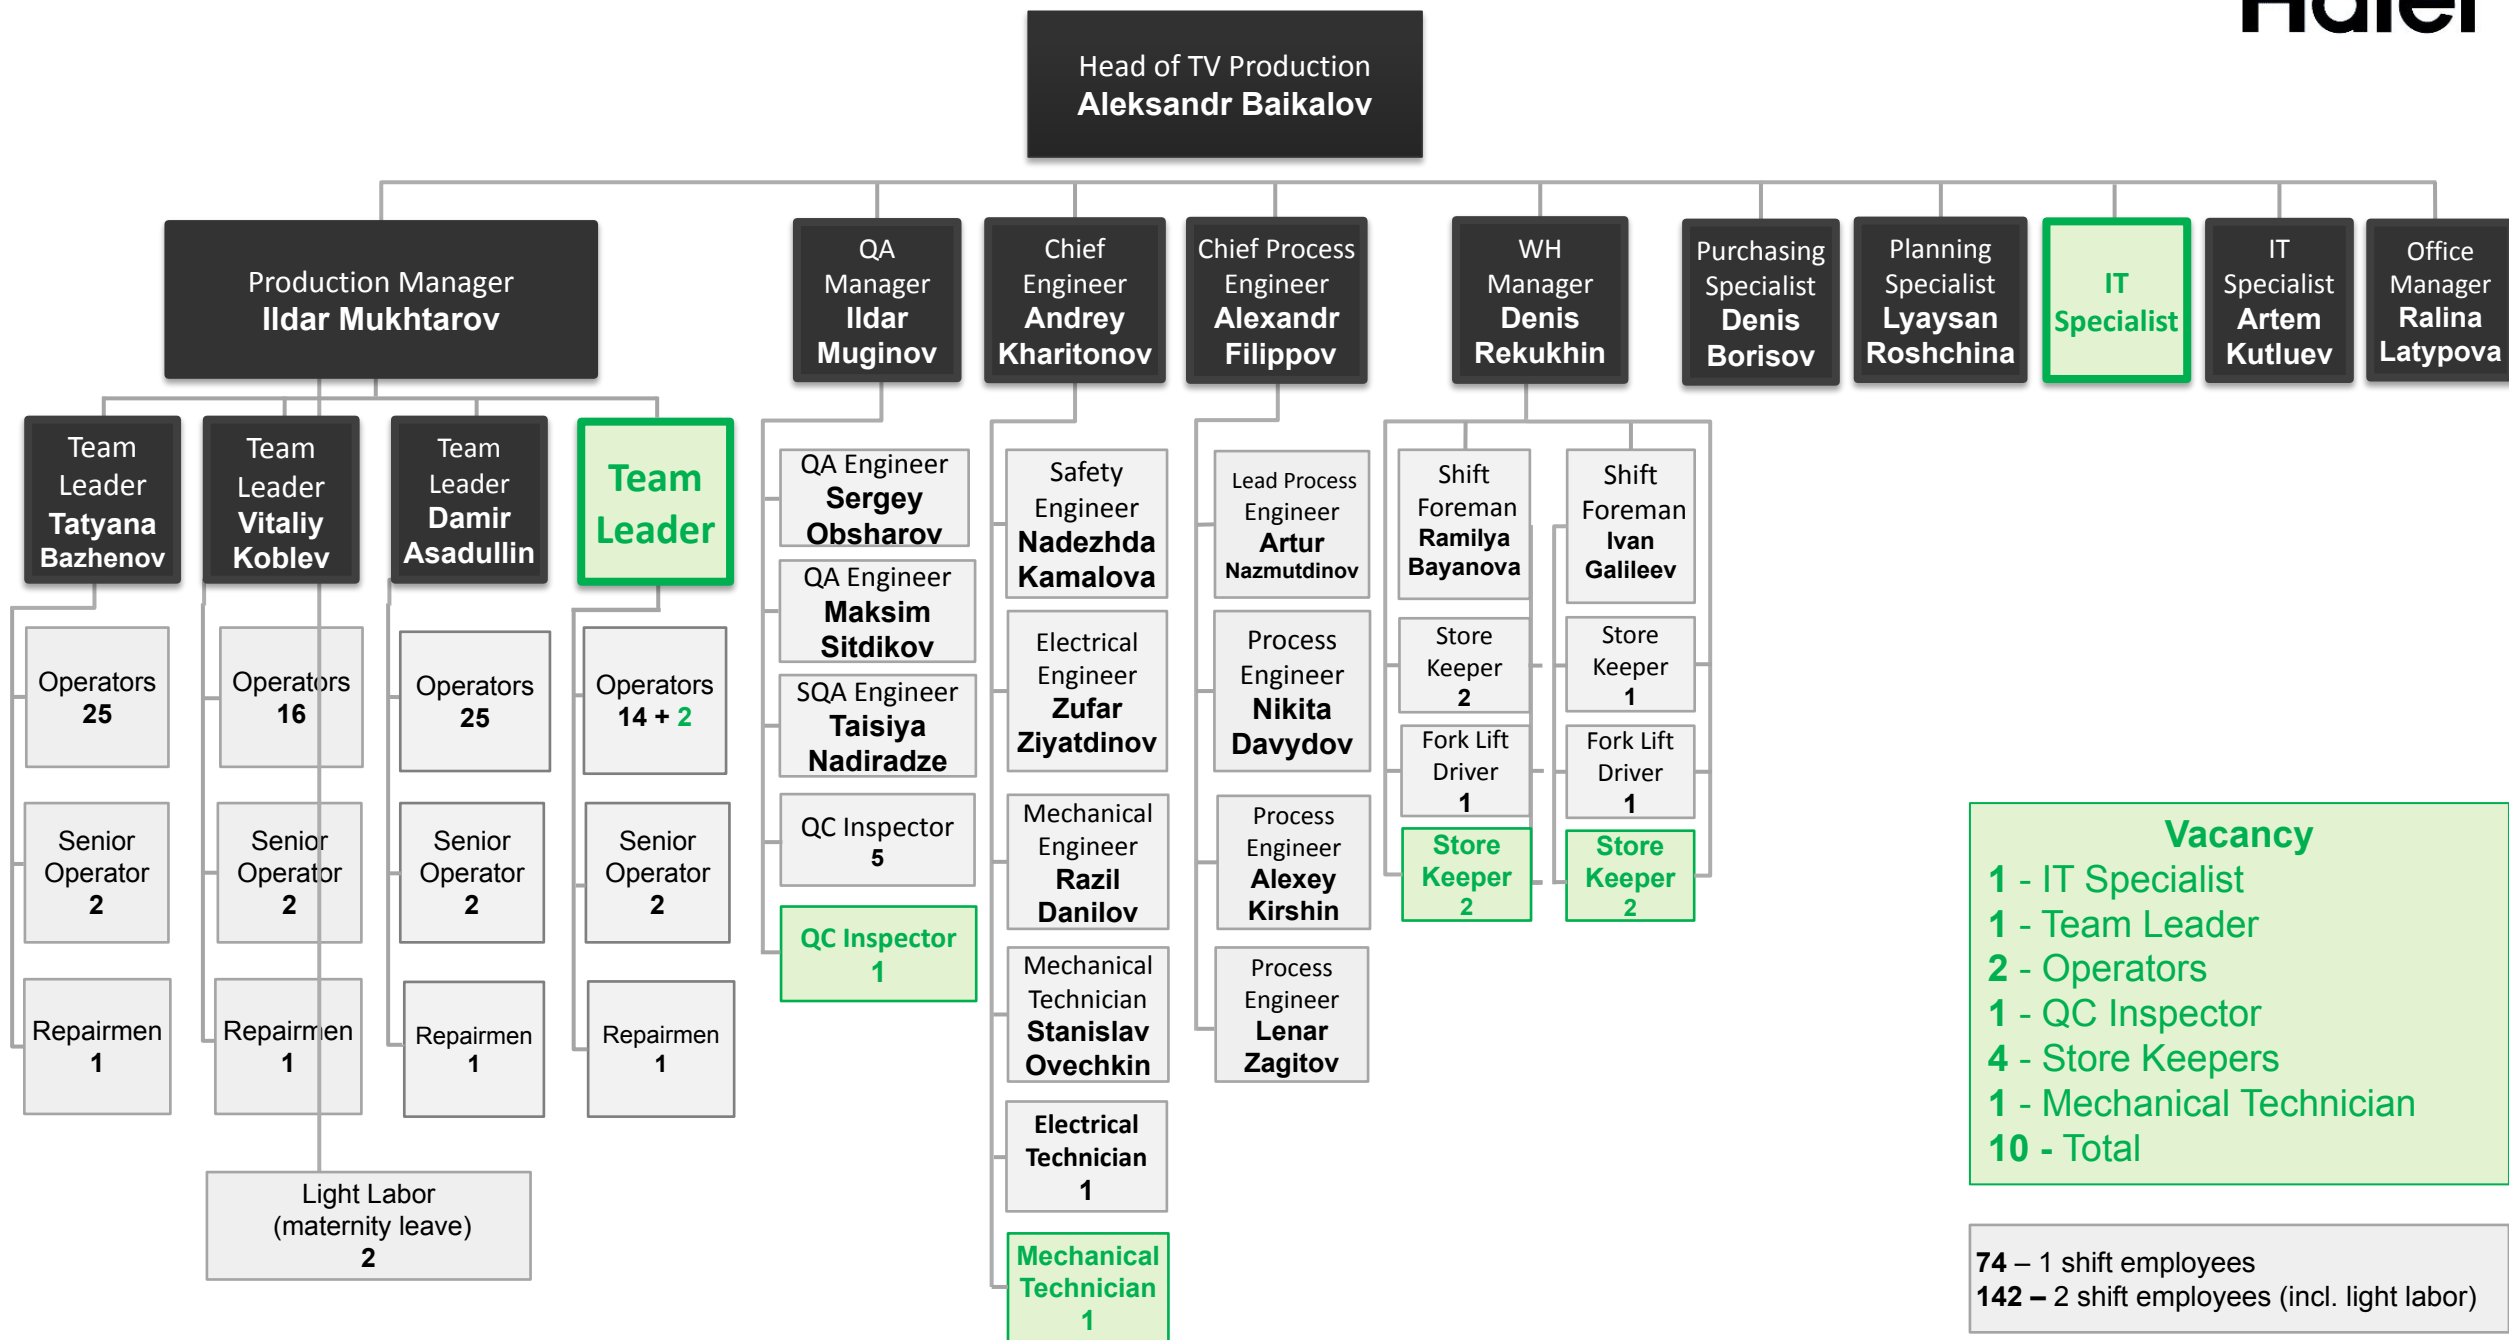 Haier
Head of TV Production
Aleksandr Baikalov
Production Manager
Ildar Mukhtarov
QA
Manager
Ildar
Muginov
Chief
Engineer
Andrey
Kharitonov
Chief Process
Engineer
Alexandr
Filippov
WH
Manager
Denis
Rekukhin
Purchasing
Specialist
Denis
Borisov
Planning
Specialist
Lyaysan
Roshchina
IT
Specialist
IT
Specialist
Artem
Kutluev
Office
Manager
Ralina
Latypova
Team
Leader
Tatyana
Bazhenov
Team
Leader
Vitaliy
Koblev
Team
Leader
Damir
Asadullin
Team
Leader
Operators
25
Operators
16
Operators
25
Operators
14 + 2
Senior
Operator
2
Senior
Operator
2
Senior
Operator
2
Senior
Operator
2
Repairmen
1
Repairmen
1
Repairmen
1
Repairmen
1
Light Labor
(maternity leave)
2
QA Engineer
Sergey
Obsharov
QA Engineer
Maksim
Sitdikov
SQA Engineer
Taisiya
Nadiradze
QC Inspector
5
QC Inspector
1
Safety
Engineer
Nadezhda
Kamalova
Electrical
Engineer
Zufar
Ziyatdinov
Mechanical
Engineer
Razil
Danilov
Mechanical
Technician
Stanislav
Ovechkin
Electrical
Technician
1
Mechanical
Technician
1
Lead Process
Engineer
Artur
Nazmutdinov
Process
Engineer
Nikita
Davydov
Process
Engineer
Alexey
Kirshin
Process
Engineer
Lenar
Zagitov
Shift
Foreman
Ramilya
Bayanova
Store
Keeper
2
Fork Lift
Driver
1
Store
Keeper
2
Shift
Foreman
Ivan
Galileev
Store
Keeper
1
Fork Lift
Driver
1
Store
Keeper
2
Vacancy
1 - IT Specialist
1 - Team Leader
2 - Operators
1 - QC Inspector
4 - Store Keepers
1 - Mechanical Technician
10 - Total
74 – 1 shift employees
142 – 2 shift employees (incl. light labor)